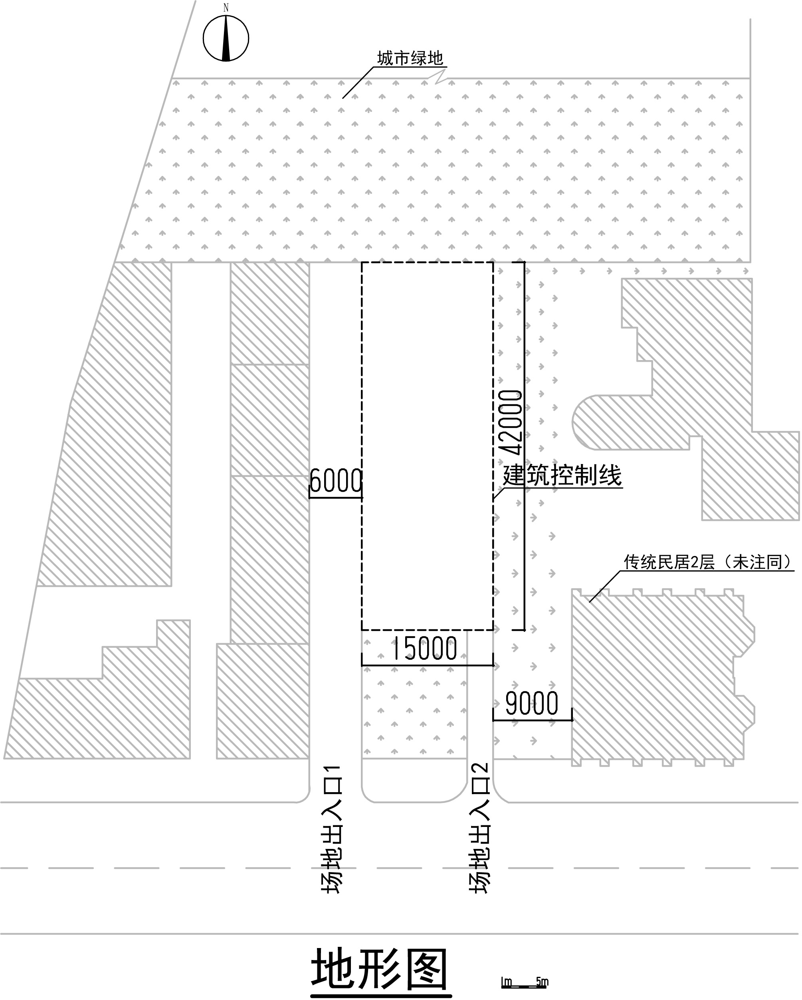 N
城市绿地
42000
6000
建筑控制线
传统民居2层（未注同）
15000
9000
场地出入口1
场地出入口2
地形图
1m 5m